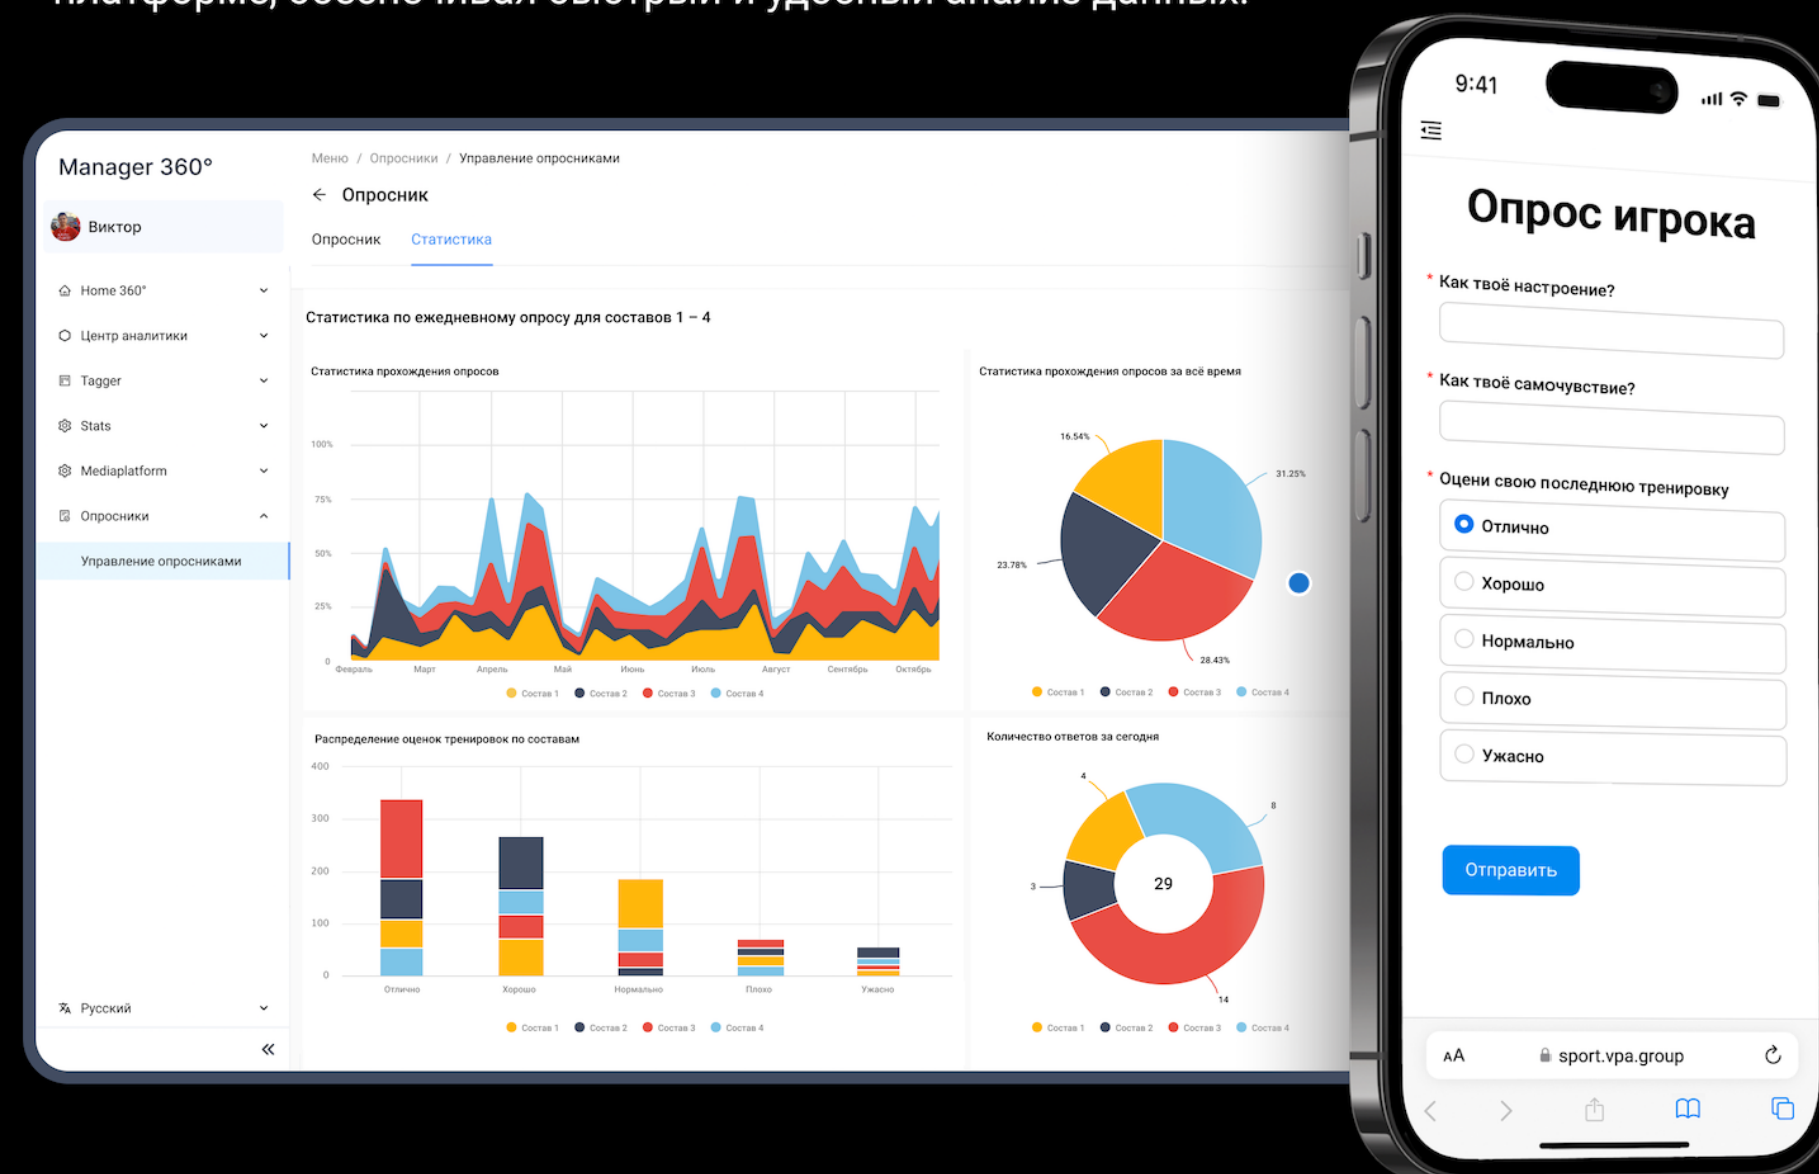 платформе, обеспечивая быстрый и удобный анализ данных.
Manager 360°
Виктор
Home 360°
Центр аналитики
Tagger
Stats
Mediaplatform
Опросники
Управление опросниками
Русский
Меню / Опросники / Управление опросниками
Опросник
Опросник Статистика
Статистика по ежедневному опросу для составов 1 – 4
Статистика прохождения опросов
100%
75%
50%
25%
0
Февраль Март Апрель Май Июнь Июль Август Сентябрь Октябрь
Состав 1 Состав 2 Состав 3 Состав 4
Статистика прохождения опросов за всё время
16.54%
31.25%
23.78%
28.43%
Состав 1 Состав 2 Состав 3 Состав 4
Распределение оценок тренировок по составам
400
300
200
100
0
Отлично Хорошо Нормально Плохо Ужасно
Состав 1 Состав 2 Состав 3 Состав 4
Количество ответов за сегодня
4
8
3
29
14
Состав 1 Состав 2 Состав 3 Состав 4
9:41
Опрос игрока
* Как твоё настроение?
* Как твоё самочувствие?
* Оцени свою последнюю тренировку
Отлично
Хорошо
Нормально
Плохо
Ужасно
Отправить
AA sport.vpa.group